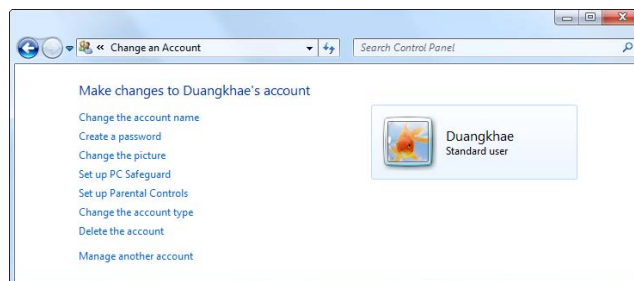 « Change an Account
Search Control Panel
Make changes to Duangkhae's account
Change the account name
Create a password
Change the picture
Set up PC Safeguard
Set up Parental Controls
Change the account type
Delete the account
Manage another account
Duangkhae
Standard user